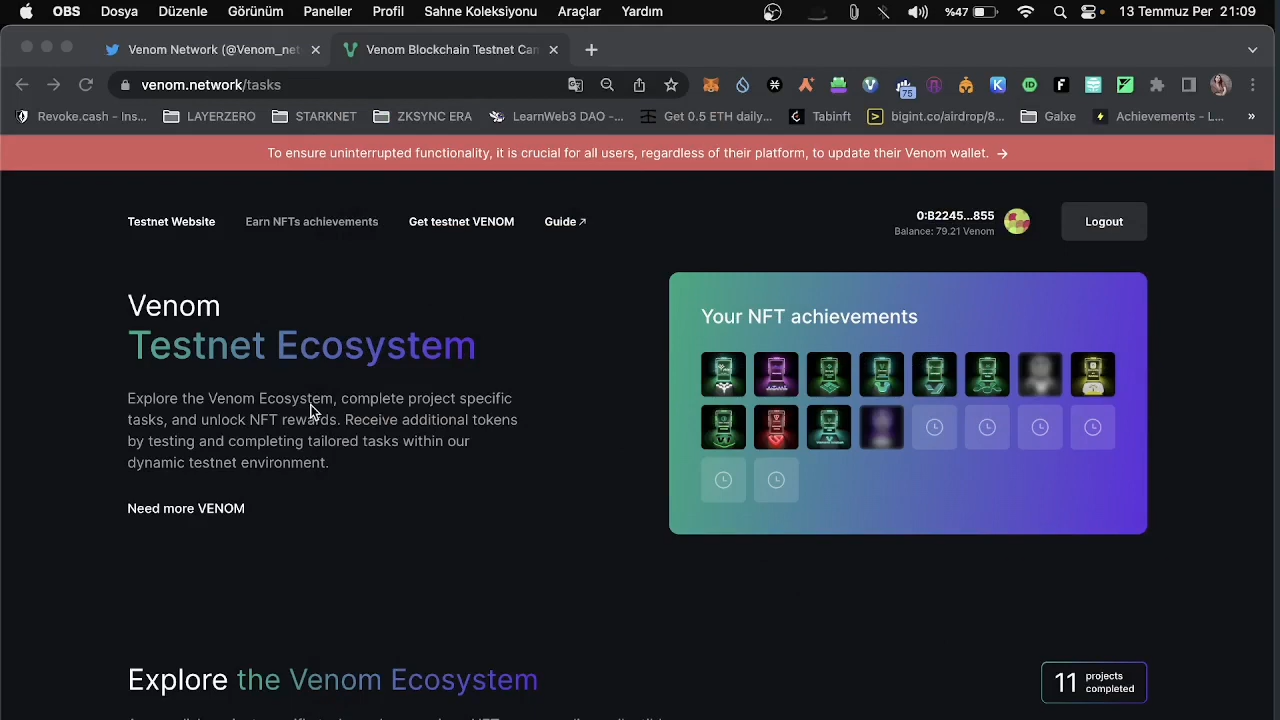 OBS Dosya Düzenle Görünüm Paneller Profil Sahne Koleksiyonu Araçlar Yardım %47 13 Temmuz Per 21:09
Venom Network (@Venom_net Venom Blockchain Testnet Can
venom.network/tasks 75
Revoke.cash - Ins... LAYERZERO STARKNET ZKSYNC ERA LearnWeb3 DAO -... Get 0.5 ETH daily,... Tabinft bigint.co/airdrop/8... Galxe Achievements - L... »
To ensure uninterrupted functionality, it is crucial for all users, regardless of their platform, to update their Venom wallet. →
Testnet Website Earn NFTs achievements Get testnet VENOM Guide↗ 0:B2245...855 Logout
Balance: 79.21 Venom
Venom
Testnet Ecosystem
Explore the Venom Ecosystem, complete project specific
tasks, and unlock NFT rewards. Receive additional tokens
by testing and completing tailored tasks within our
dynamic testnet environment.
Need more VENOM
Your NFT achievements
Explore the Venom Ecosystem
11 projects completed